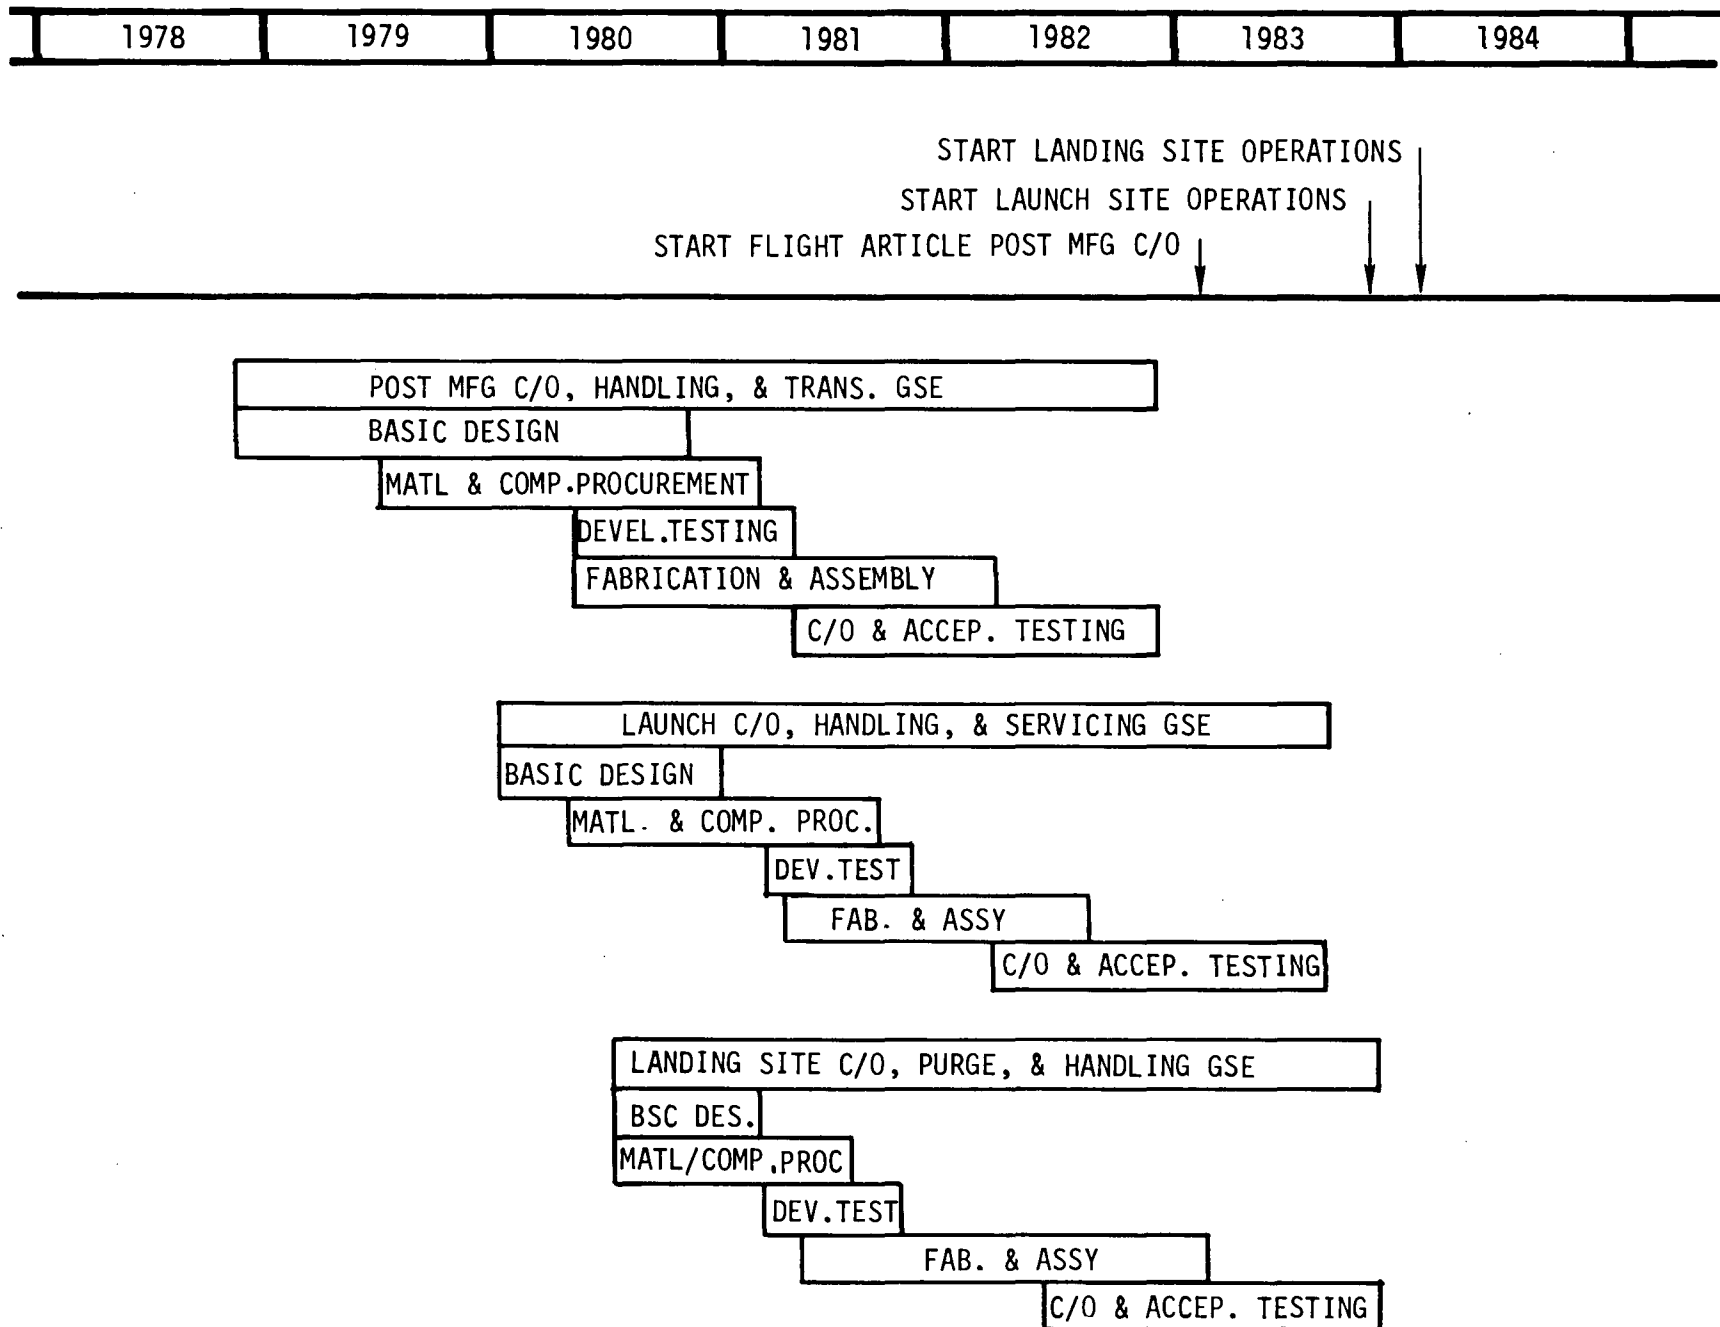 1978 1979 1980 1981 1982 1983 1984
START LANDING SITE OPERATIONS
START LAUNCH SITE OPERATIONS
START FLIGHT ARTICLE POST MFG C/O
POST MFG C/O, HANDLING, & TRANS. GSE
BASIC DESIGN
MATL & COMP.PROCUREMENT
DEVEL.TESTING
FABRICATION & ASSEMBLY
C/O & ACCEP. TESTING
LAUNCH C/O, HANDLING, & SERVICING GSE
BASIC DESIGN
MATL. & COMP. PROC.
DEV.TEST
FAB. & ASSY
C/O & ACCEP. TESTING
LANDING SITE C/O, PURGE, & HANDLING GSE
BSC DES.
MATL/COMP.PROC
DEV.TEST
FAB. & ASSY
C/O & ACCEP. TESTING